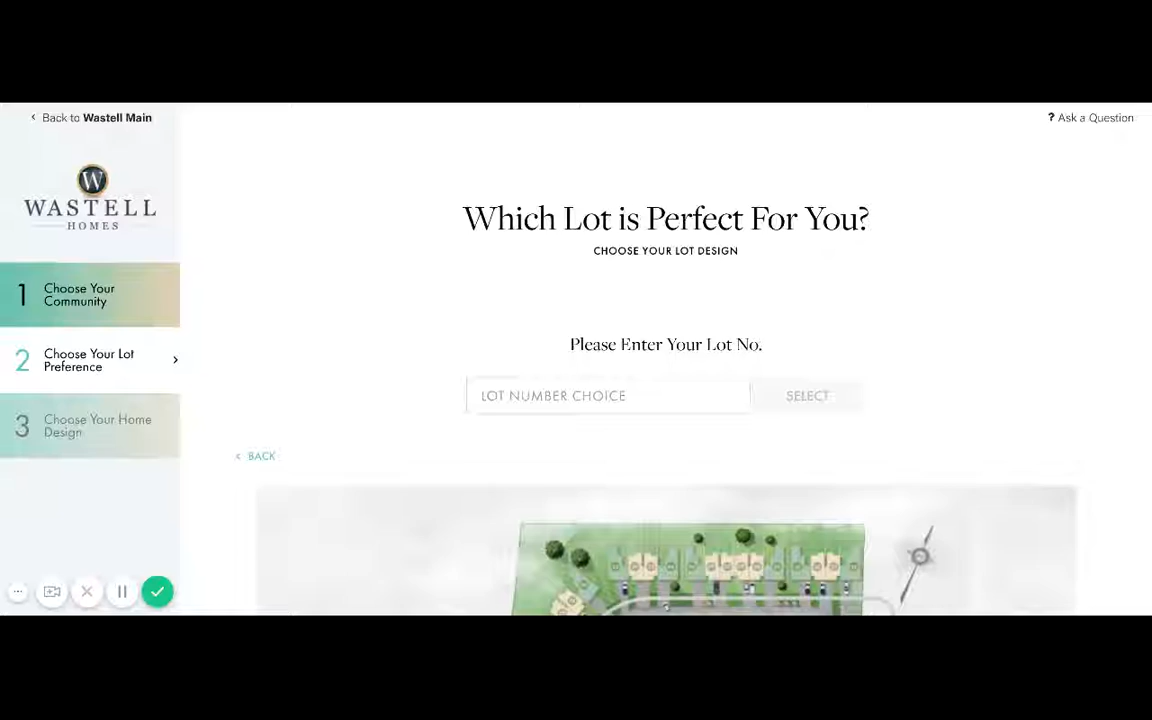 Back to Wastell Main
? Ask a Question
W
WASTELL
HOMES
1 Choose Your
Community
2 Choose Your Lot
Preference
3 Choose Your Home
Design
Which Lot is Perfect For You?
CHOOSE YOUR LOT DESIGN
Please Enter Your Lot No.
LOT NUMBER CHOICE
SELECT
BACK